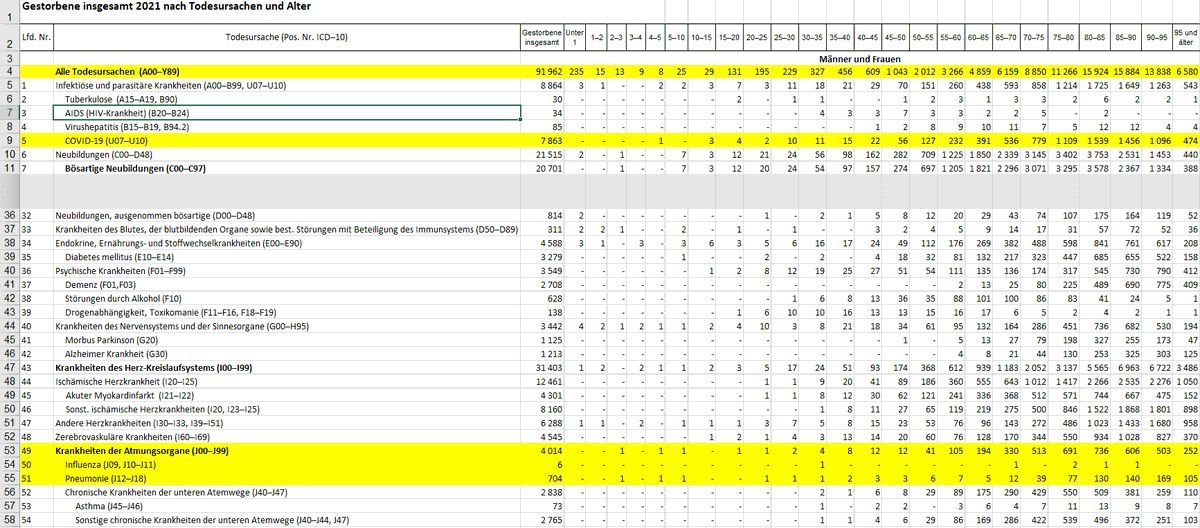 Gestorbene insgesamt 2021 nach Todesursachen und Alter
1
2 Lfd. Nr. Todesursache (Pos. Nr. ICD–10) Gestorbene insgesamt Unter 1 1–2 2–3 3–4 4–5 5–10 10–15 15–20 20–25 25–30 30–35 35–40 40–45 45–50 50–55 55–60 60–65 65–70 70–75 75–80 80–85 85–90 90–95 95 und älter
3 Männer und Frauen
4 Alle Todesursachen (A00–Y89) 91 962 235 15 13 9 8 25 29 131 195 229 327 456 609 1 043 2 012 3 266 4 859 6 159 8 850 11 266 15 924 15 884 13 838 6 580
5 1 Infektiöse und parasitäre Krankheiten (A00–B99, U07–U10) 8 864 3 1 - - 2 2 3 7 5 13 18 21 29 70 151 260 438 593 858 1 214 1 725 1 649 1 263 543
6 2 Tuberkulose (A15–A19, B90) 30 - - - - - - - 2 - 1 1 - - 1 2 3 1 3 3 2 6 2 2 1
7 3 AIDS (HIV-Krankheit) (B20–B24) 34 - - - - - - - - - - 4 3 5 7 3 3 2 2 5 - 2 - - -
8 4 Virushepatitis (B15–B19, B94.2) 85 - - - - - - - - - - - - 1 2 8 9 10 11 7 5 12 12 4 4
9 5 COVID-19 (U07–U10) 7 863 - - - - 1 - 3 4 2 10 11 15 22 56 127 232 391 536 779 1 109 1 539 1 456 1 096 474
10 6 Neubildungen (C00–D48) 21 515 2 - 1 - - 7 3 12 21 24 56 98 162 282 709 1 225 1 850 2 339 3 145 3 402 3 753 2 531 1 453 440
11 7 Bösartige Neubildungen (C00–C97) 20 701 - - 1 - - 7 3 12 20 24 54 97 157 274 697 1 205 1 821 2 296 3 071 3 295 3 578 2 367 1 334 388
36 32 Neubildungen, ausgenommen bösartige (D00–D48) 814 2 - - - - - - - 1 - 2 1 5 8 12 20 29 43 74 107 175 164 119 52
37 33 Krankheiten des Blutes, der blutbildenden Organe sowie best. Störungen mit Beteiligung des Immunsystems (D50–D89) 311 2 2 1 - - 2 - 1 - 1 - - 1 5 9 5 9 14 17 31 57 72 52 36
38 34 Endokrine, Ernährungs- und Stoffwechselkrankheiten (E00–E90) 4 588 3 1 - 3 - 5 6 3 5 6 16 17 24 49 112 176 269 382 488 598 841 761 617 208
39 35 Diabetes mellitus (E10–E14) 3 279 - - - - - 1 - - 2 - 2 4 18 32 81 132 217 323 447 685 655 522 158
40 36 Psychische Krankheiten (F01–F99) 3 549 - - - - - - 1 2 8 12 19 25 27 51 54 111 135 136 174 317 545 730 790 412
41 37 Demenz (F01,F03) 2 708 - - - - - - - - - - - - - - - 2 13 25 80 225 489 690 775 409
42 38 Störungen durch Alkohol (F10) 628 - - - - - - - - - 1 6 8 13 36 35 88 101 100 86 83 41 24 5 1
43 39 Drogenabhängigkeit, Toxikomanie (F11–F16, F18–F19) 138 - - - - - - - 1 6 10 10 16 13 13 15 16 17 6 5 2 4 2 1 1
44 40 Krankheiten des Nervensystems und der Sinnesorgane (G00–H95) 3 442 4 2 1 2 1 1 2 4 10 3 8 21 18 34 61 95 132 164 286 451 736 682 530 194
45 41 Morbus Parkinson (G20) 1 125 - - - - - - - - - - - - - 1 - 5 13 27 79 198 327 255 173 47
46 42 Alzheimer Krankheit (G30) 1 213 - - - - - - - - - - - - - - - 4 8 21 44 130 253 325 303 125
47 43 Krankheiten des Herz-Kreislaufsystems (I00–I99) 31 403 1 2 - 2 1 1 2 5 10 17 24 51 93 174 368 612 939 1 183 2 052 3 137 5 565 6 963 6 722 3 486
48 44 Ischämische Herzkrankheit (I20–I25) 12 461 - - - - - - - - 1 1 9 20 41 89 186 360 555 643 1 012 1 417 2 266 2 535 2 276 1 050
49 45 Akuter Myokardinfarkt (I21–I22) 4 301 - - - - - - - - 1 1 8 12 30 62 121 241 336 368 512 571 744 667 475 152
50 46 Sonst. ischämische Herzkrankheiten (I20, I23–I25) 8 160 - - - - - - - - - - 1 8 11 27 65 119 219 275 500 846 1 522 1 868 1 801 898
51 47 Andere Herzkrankheiten (I30–I33, I39–I51) 6 288 1 1 - 2 - 1 1 3 7 5 8 15 23 53 76 96 143 272 486 1 023 1 433 1 680 958
52 48 Zerebrovaskuläre Krankheiten (I60–I69) 4 545 - - - - - - 1 2 1 4 3 13 14 20 60 76 128 170 344 550 934 1 028 827 370
53 49 Krankheiten der Atmungsorgane (J00–J99) 4 014 - - 1 - 1 1 - 1 1 2 7 4 8 12 12 41 105 194 330 513 691 736 606 503 252
54 50 Influenza (J09, J10–J11) 6 - - - - - - - - - - 1 - - - - - - 1 - 2 1 1 - -
55 51 Pneumonie (J12–J18) 704 - - 1 - 1 1 - - 1 1 2 2 3 3 6 7 5 12 39 77 130 140 169 105
56 52 Chronische Krankheiten der unteren Atemwege (J40–J47) 2 838 - - - - - - - - - - 2 1 6 8 29 89 175 290 429 550 509 381 259 110
57 53 Asthma (J45–J46) 73 - - - - - - - - - - 1 - 2 2 - 3 6 4 7 11 13 9 8 7
58 54 Sonstige chronische Krankheiten der unteren Atemwege (J40–J44, J47) 2 765 - - - - - - - - - - 1 1 4 6 29 86 169 286 422 539 496 372 251 103